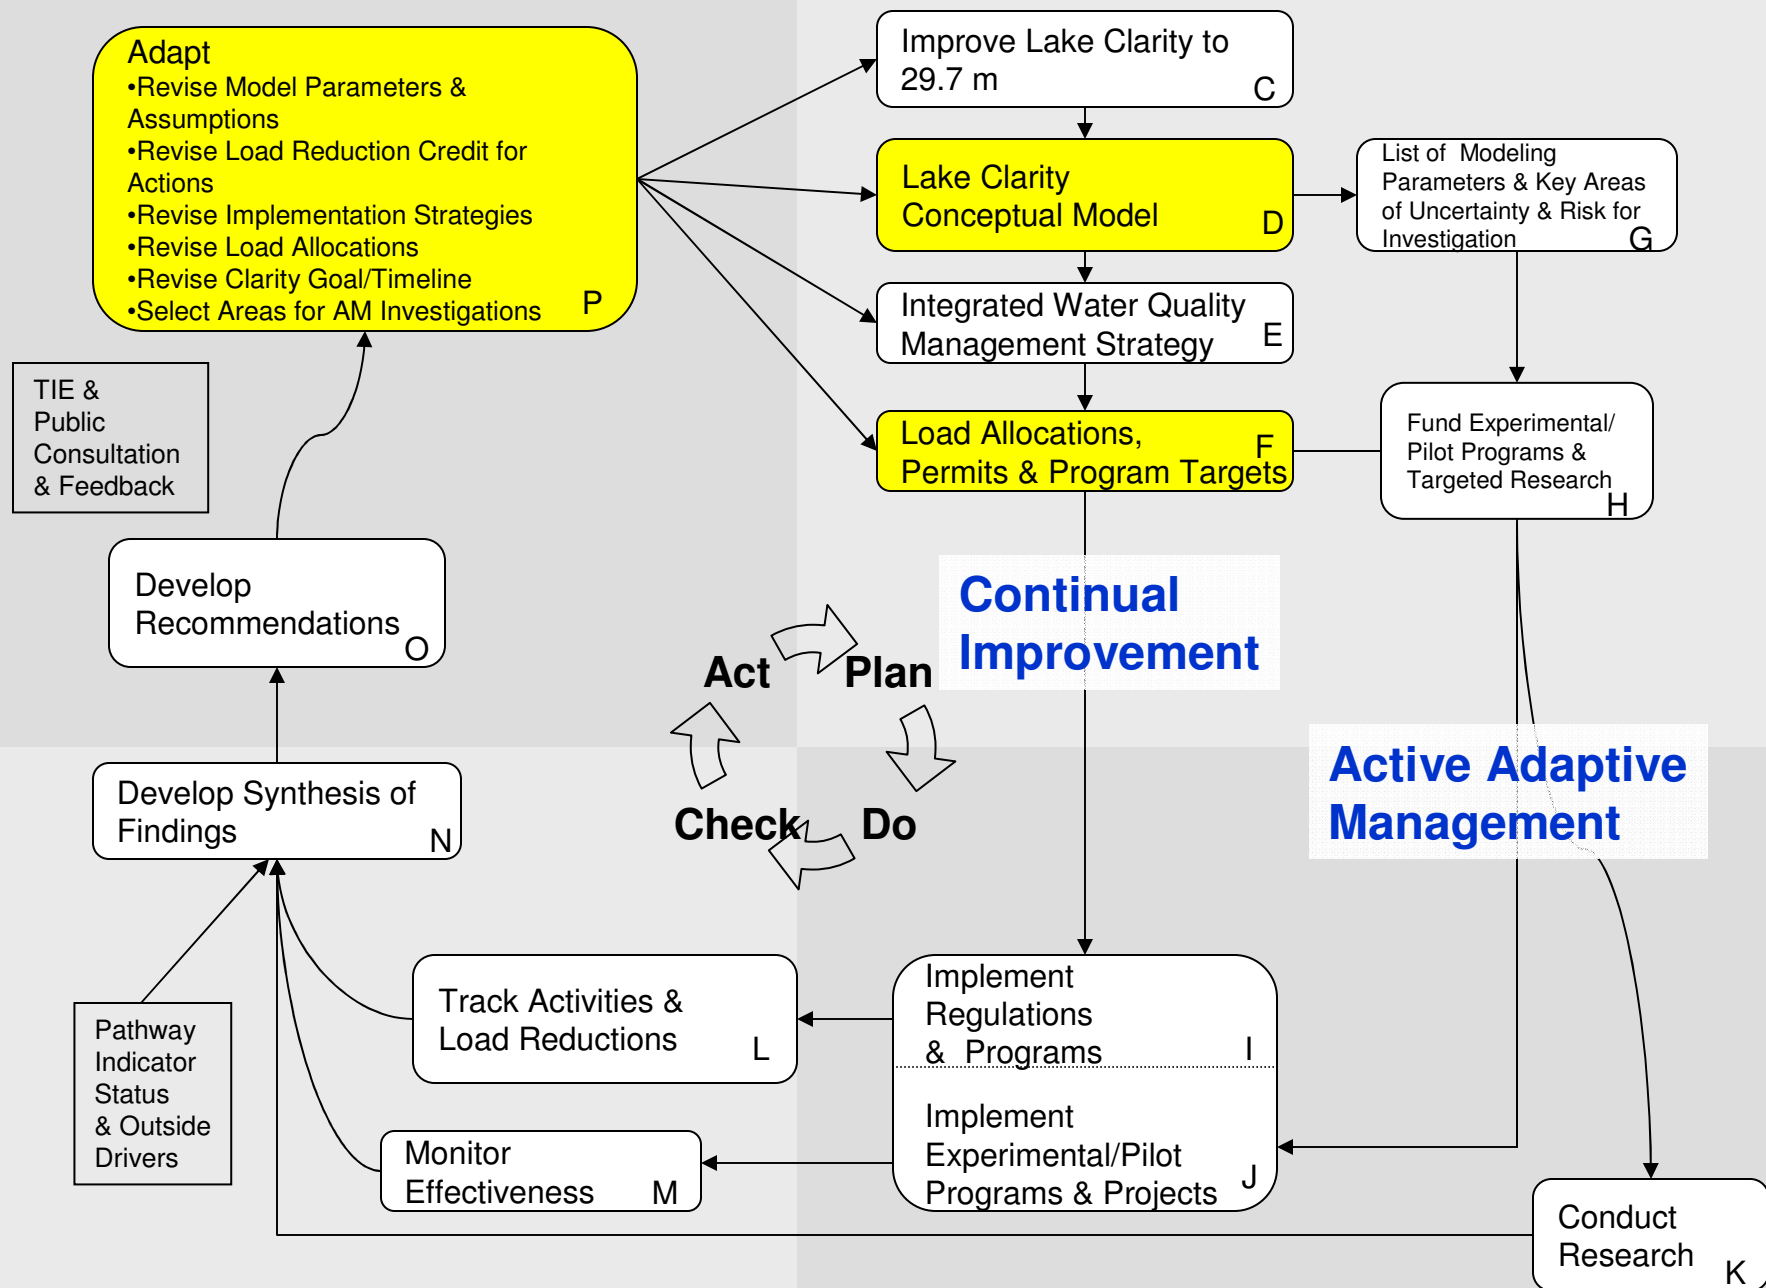 Adapt
•Revise Model Parameters &
Assumptions
•Revise Load Reduction Credit for
Actions
•Revise Implementation Strategies
•Revise Load Allocations
•Revise Clarity Goal/Timeline
•Select Areas for AM Investigations
P
Improve Lake Clarity to
29.7 m
C
Lake Clarity
Conceptual Model
D
List of Modeling
Parameters & Key Areas
of Uncertainty & Risk for
Investigation
G
Integrated Water Quality
Management Strategy
E
Load Allocations,
Permits & Program Targets
F
Fund Experimental/
Pilot Programs &
Targeted Research
H
TIE &
Public
Consultation
& Feedback
Develop
Recommendations
O
Continual
Improvement
Act
Plan
Check
Do
Active Adaptive
Management
Develop Synthesis of
Findings
N
Track Activities &
Load Reductions
L
Implement
Regulations
& Programs
I
Implement
Experimental/Pilot
Programs & Projects
J
Pathway
Indicator
Status
& Outside
Drivers
Monitor
Effectiveness
M
Conduct
Research
K